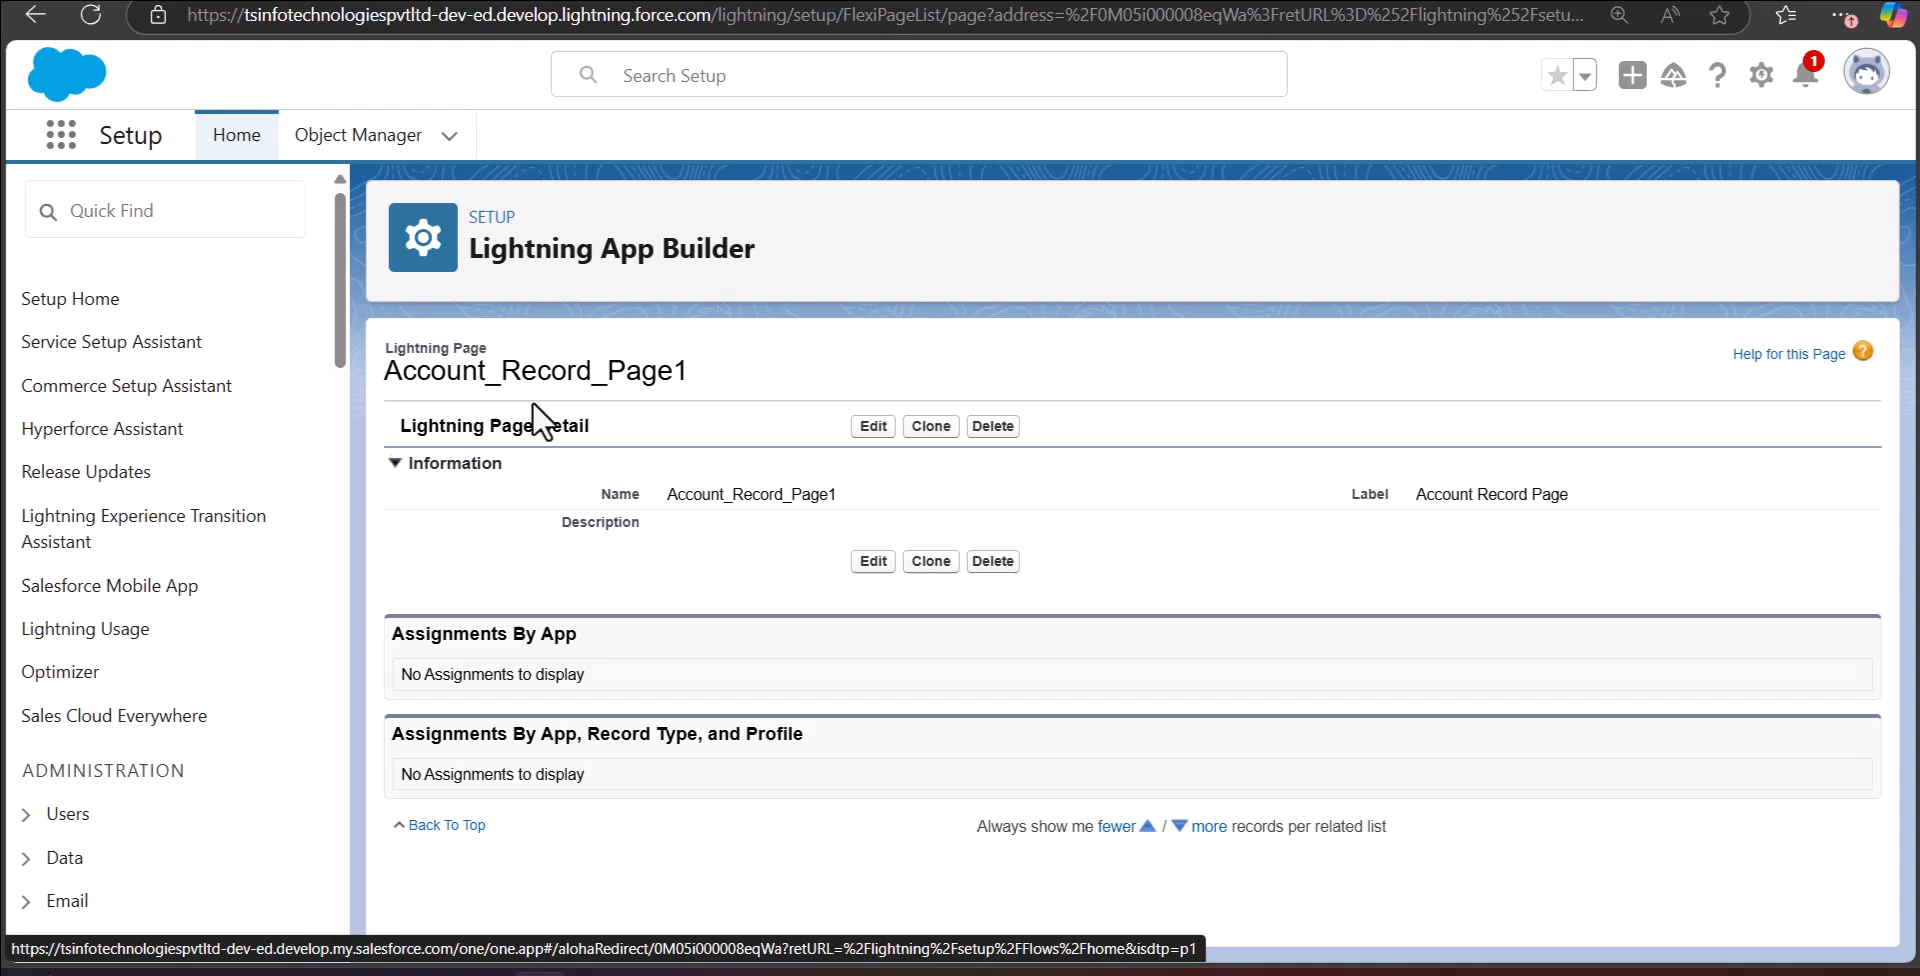 https://tsinfotechnologiespvtltd-dev-ed.develop.lightning.force.com/lightning/setup/FlexiPageList/page?address=%2F0M05i000008eqWa%3FretURL%3D%252Flightning%252Fsetu...
Search Setup
1
Setup
Home
Object Manager
Quick Find
SETUP
Lightning App Builder
Setup Home
Service Setup Assistant
Commerce Setup Assistant
Hyperforce Assistant
Release Updates
Lightning Experience Transition
Assistant
Salesforce Mobile App
Lightning Usage
Optimizer
Sales Cloud Everywhere
ADMINISTRATION
Users
Data
Email
Lightning Page
Account_Record_Page1
Help for this Page ?
Lightning Page etail
Edit Clone Delete
Information
Name Account_Record_Page1
Label Account Record Page
Description
Edit Clone Delete
Assignments By App
No Assignments to display
Assignments By App, Record Type, and Profile
No Assignments to display
Back To Top
Always show me fewer / more records per related list
https://tsinfotechnologiespvtltd-dev-ed.develop.my.salesforce.com/one/one.app#/alohaRedirect/0M05i000008eqWa?retURL=%2Flightning%2Fsetup%2FFlows%2Fhome&isdtp=p1